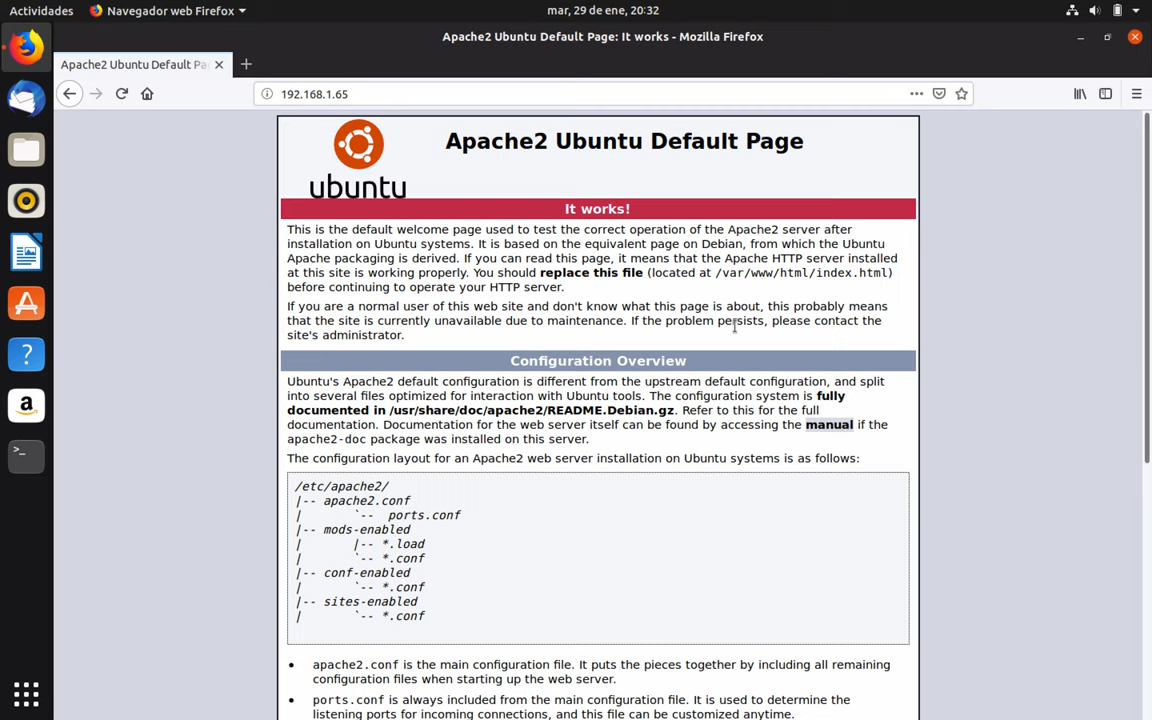 Actividades
Navegador web Firefox
mar, 29 de ene, 20:32
Apache2 Ubuntu Default Page: It works - Mozilla Firefox
Apache2 Ubuntu Default Pa
192.168.1.65
ubuntu
Apache2 Ubuntu Default Page
It works!
This is the default welcome page used to test the correct operation of the Apache2 server after
installation on Ubuntu systems. It is based on the equivalent page on Debian, from which the Ubuntu
Apache packaging is derived. If you can read this page, it means that the Apache HTTP server installed
at this site is working properly. You should replace this file (located at /var/www/html/index.html)
before continuing to operate your HTTP server.
If you are a normal user of this web site and don't know what this page is about, this probably means
that the site is currently unavailable due to maintenance. If the problem persists, please contact the
site's administrator.
Configuration Overview
Ubuntu's Apache2 default configuration is different from the upstream default configuration, and split
into several files optimized for interaction with Ubuntu tools. The configuration system is fully
documented in /usr/share/doc/apache2/README.Debian.gz. Refer to this for the full
documentation. Documentation for the web server itself can be found by accessing the manual if the
apache2-doc package was installed on this server.
The configuration layout for an Apache2 web server installation on Ubuntu systems is as follows:
/etc/apache2/
|-- apache2.conf
|       `--  ports.conf
|-- mods-enabled
|       |-- *.load
|       `-- *.conf
|-- conf-enabled
|       `-- *.conf
|-- sites-enabled
|       `-- *.conf
• apache2.conf is the main configuration file. It puts the pieces together by including all remaining
configuration files when starting up the web server.
• ports.conf is always included from the main configuration file. It is used to determine the
listening ports for incoming connections, and this file can be customized anytime.